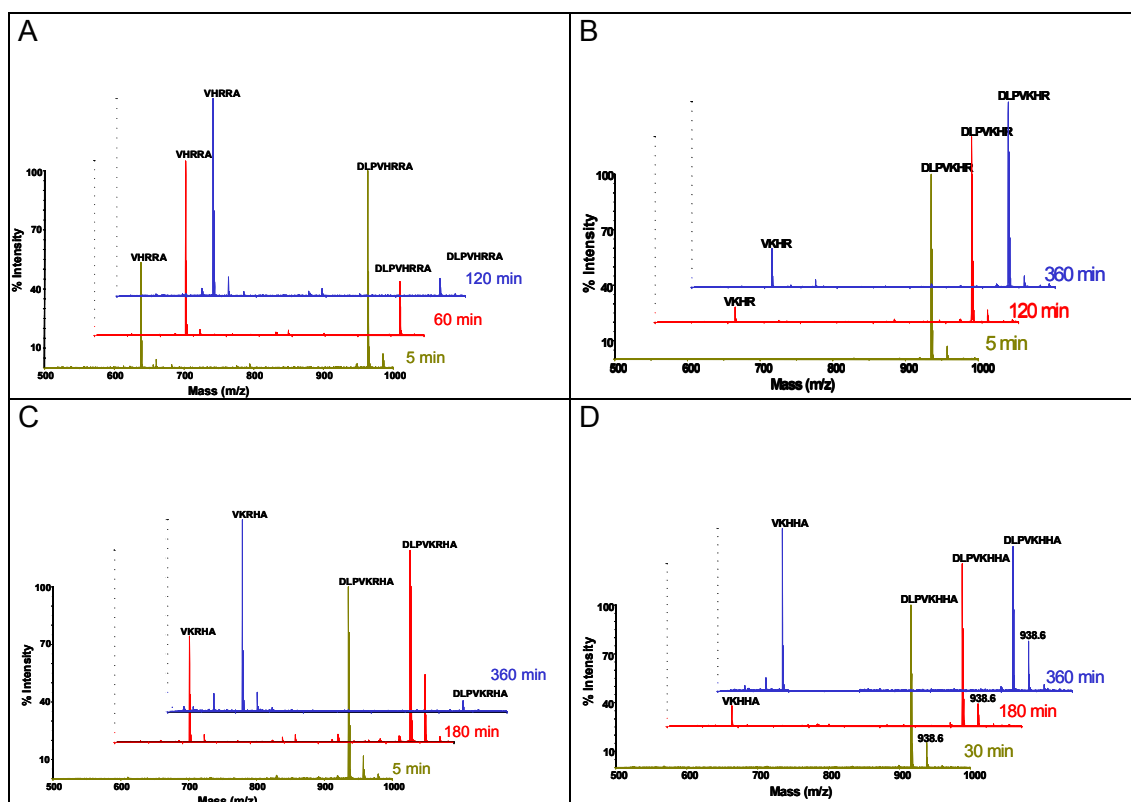 A
VHRRA
VHRRA
DLPVHRRA
100
70
% Intensity
VHRRA
DLPVHRRA
DLPVHRRA
120 min
40
60 min
10
5 min
500 600 700 800 900 1000
Mass (m/z)
B
DLPVKHR
DLPVKHR
DLPVKHR
100
70
% Intensity
VKHR
360 min
40
VKHR
120 min
10
5 min
500 600 700 800 900 1000
Mass (m/z)
C
VKRHA
DLPVKRHA
DLPVKRHA
100
70
% Intensity
VKRHA
360 min
DLPVKRHA
40
180 min
10
5 min
500 600 700 800 900 1000
Mass (m/z)
D
VKHHA
DLPVKHHA
DLPVKHHA
DLPVKHHA
100
70
% Intensity
938.6
360 min
VKHHA
938.6
40
180 min
938.6
10
30 min
500 600 700 800 900 1000
Mass (m/z)